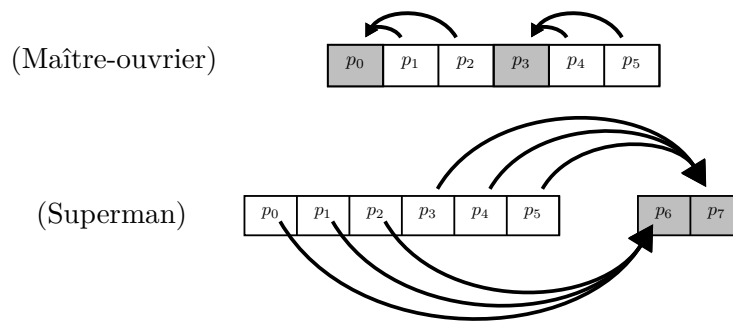 (Maître-ouvrier) p₀ p₁ p₂ p₃ p₄ p₅
(Superman) p₀ p₁ p₂ p₃ p₄ p₅ p₆ p₇